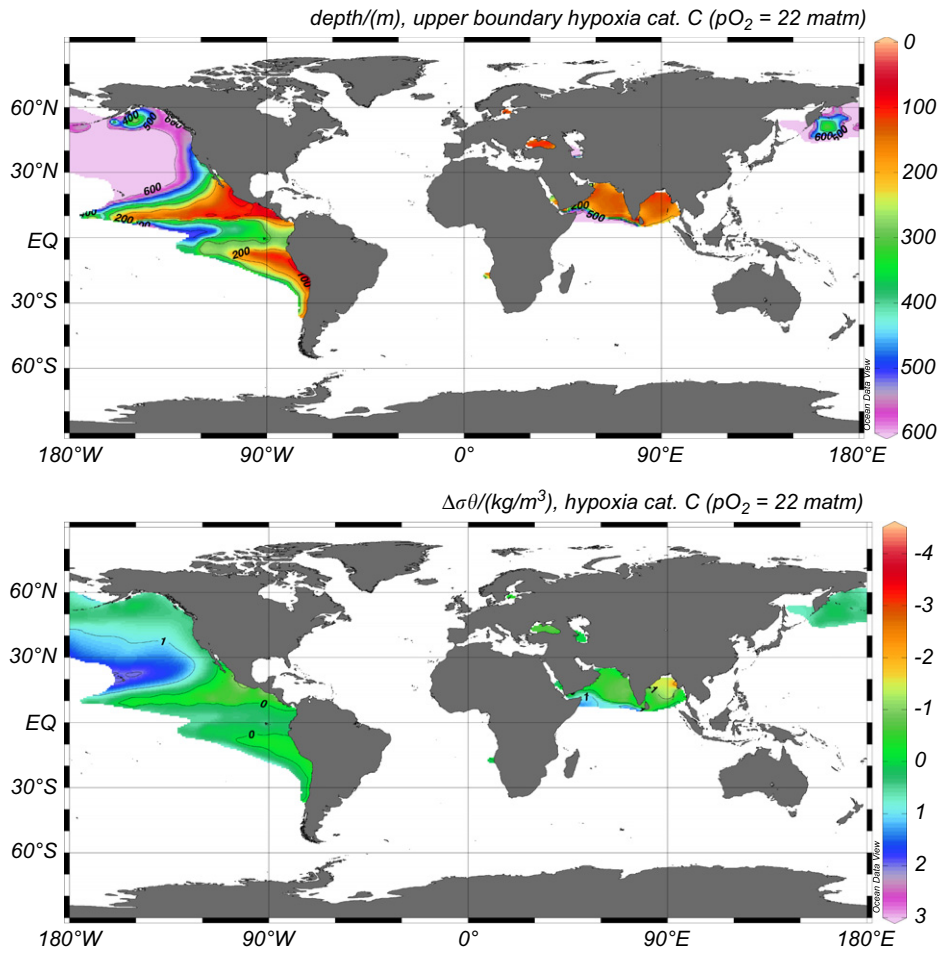 depth/(m), upper boundary hypoxia cat. C (pO2 = 22 matm)
0
100
200
300
400
500
600
60°N
30°N
EQ
30°S
60°S
180°W
90°W
0°
90°E
180°E
600
200
200
100
200
500
600
Ocean Data View
Δσθ/(kg/m³), hypoxia cat. C (pO2 = 22 matm)
-4
-3
-2
-1
0
1
2
3
60°N
30°N
EQ
30°S
60°S
180°W
90°W
0°
90°E
180°E
1
0
0
1
-1
Ocean Data View